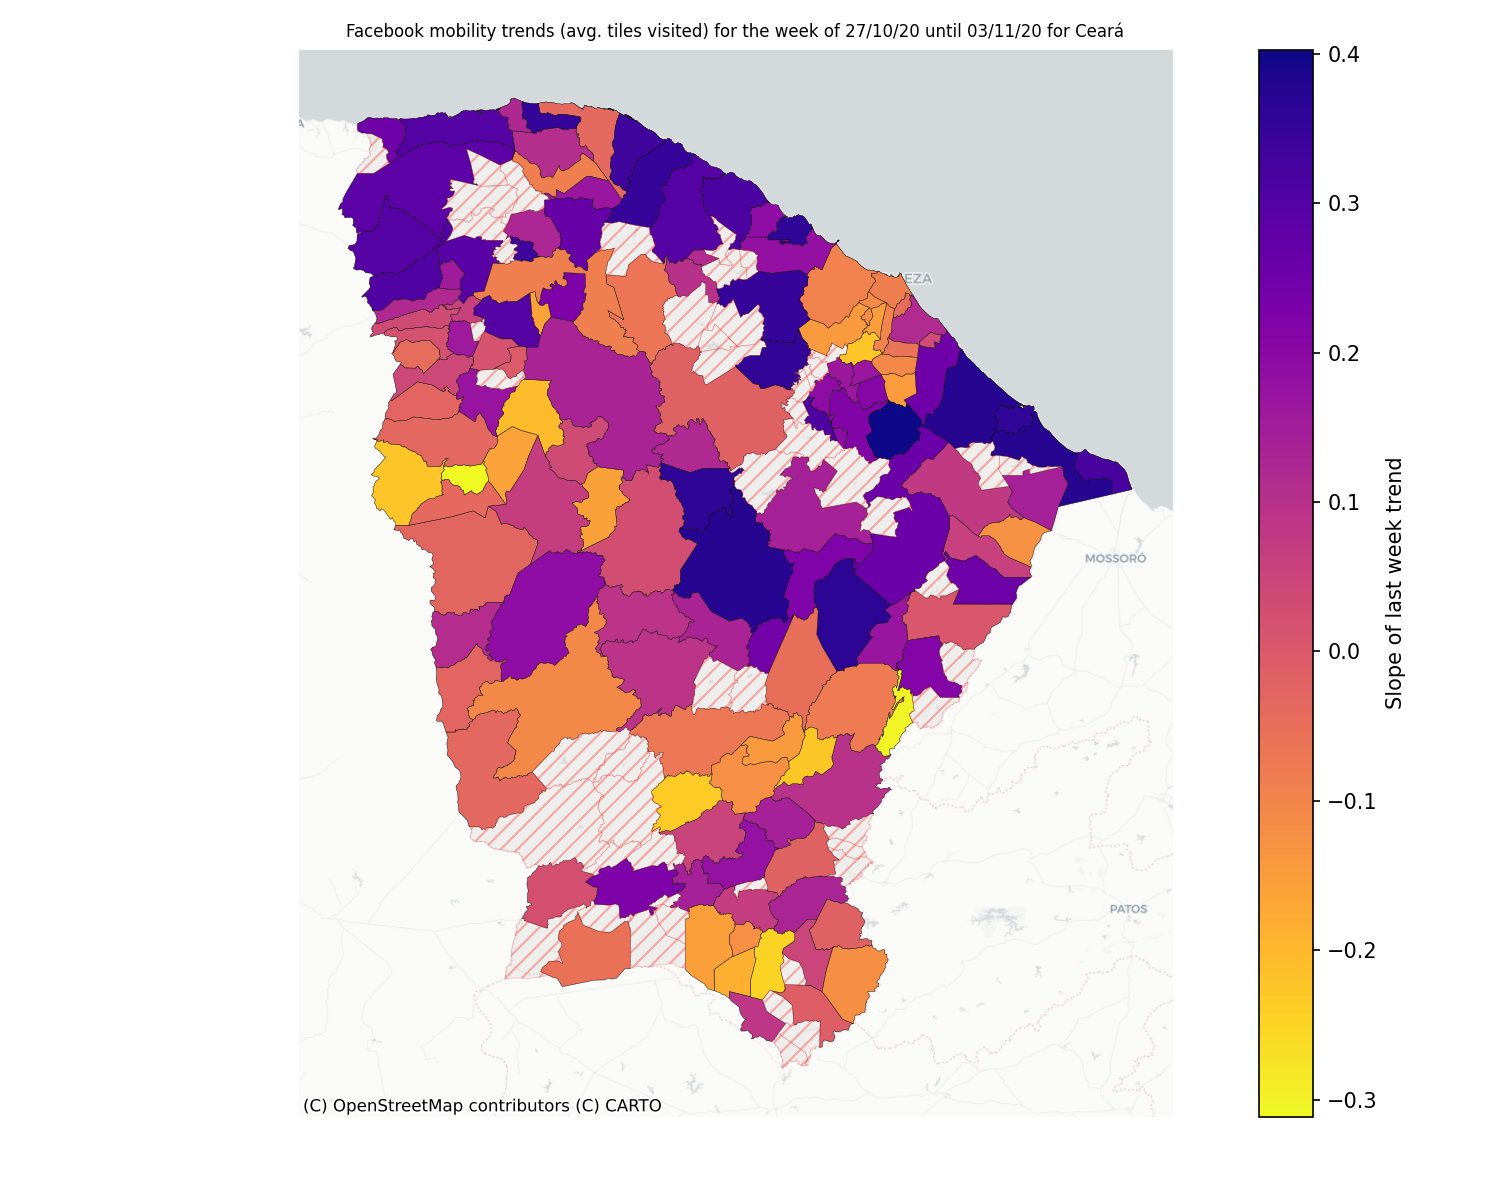 Facebook mobility trends (avg. tiles visited) for the week of 27/10/20 until 03/11/20 for Ceará
0.4
0.3
0.2
0.1
0.0
−0.1
−0.2
−0.3
Slope of last week trend
A
EZA
MOSSORÓ
PATOS
(C) OpenStreetMap contributors (C) CARTO